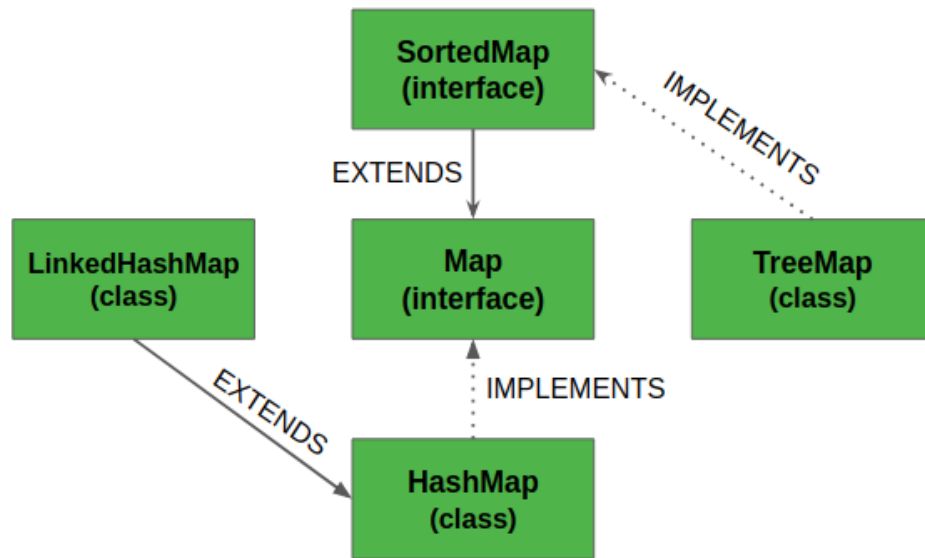 SortedMap
(interface)
IMPLEMENTS
EXTENDS
LinkedHashMap
(class)
Map
(interface)
TreeMap
(class)
EXTENDS
IMPLEMENTS
HashMap
(class)